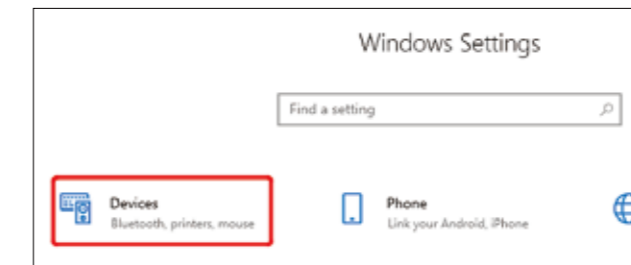 Windows Settings
Find a setting
Devices
Bluetooth, printers, mouse
Phone
Link your Android, iPhone